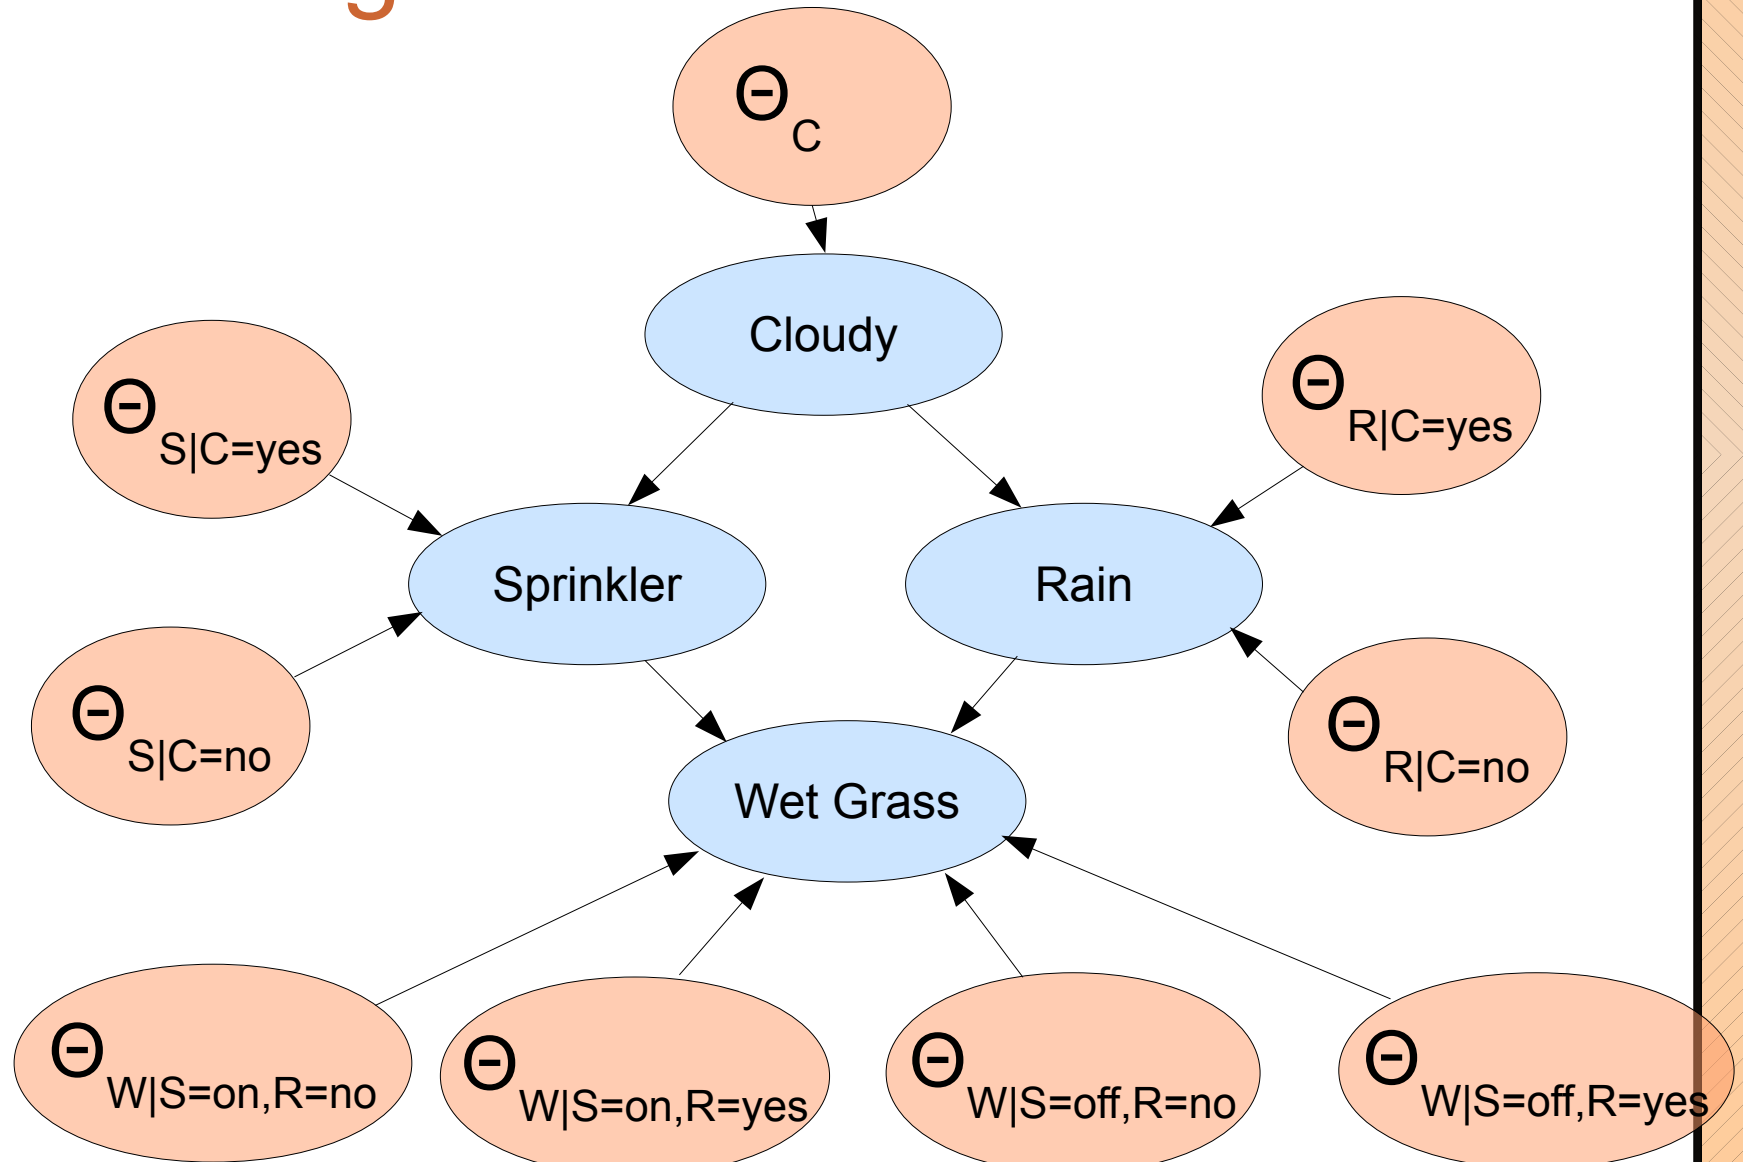 Θ C
Cloudy
Θ S|C=yes
Θ R|C=yes
Sprinkler
Rain
Θ S|C=no
Θ R|C=no
Wet Grass
Θ W|S=on,R=no
Θ W|S=on,R=yes
Θ W|S=off,R=no
Θ W|S=off,R=yes